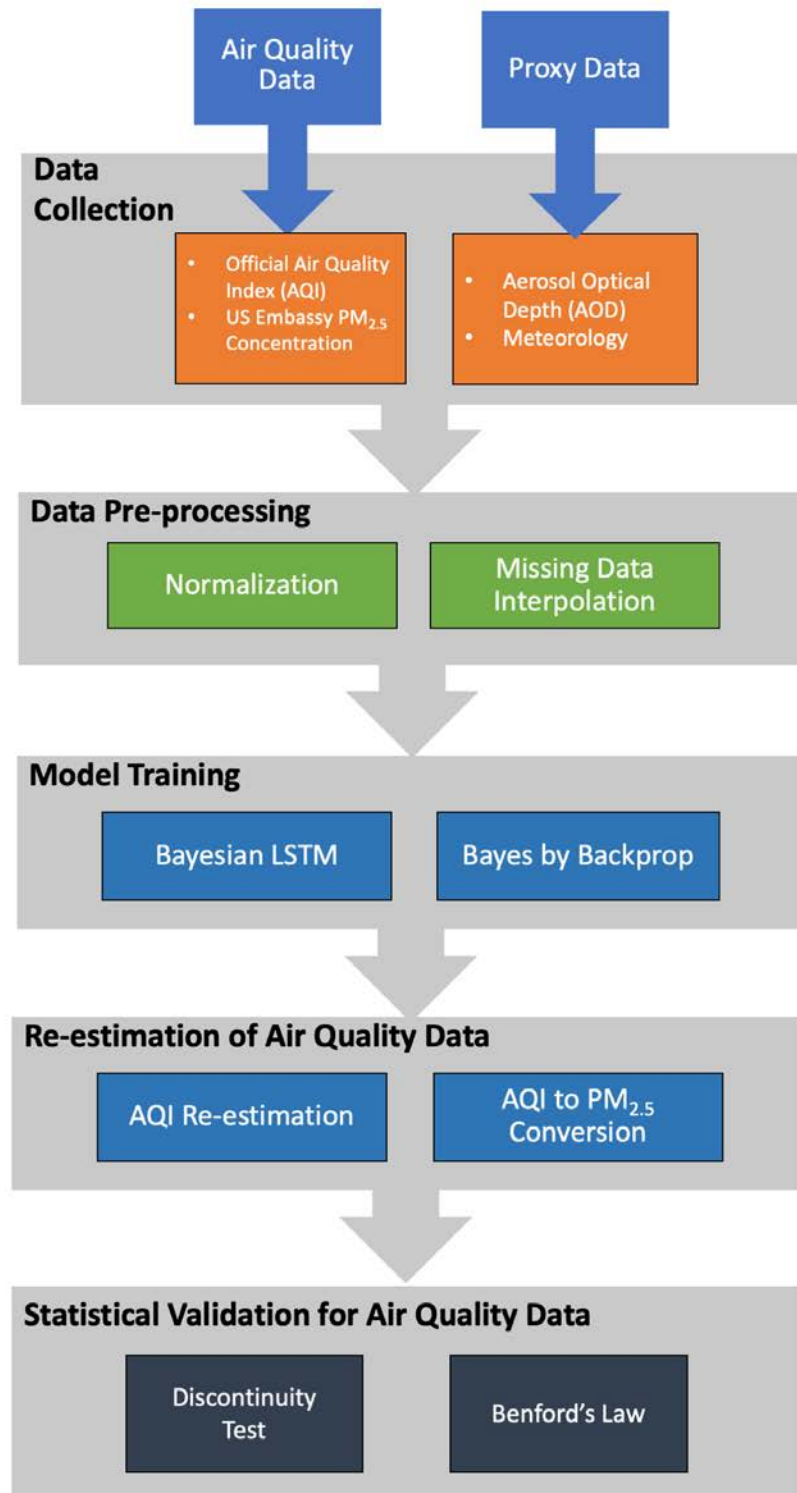 Air Quality
Data
Proxy Data
Data
Collection
• Official Air Quality
Index (AQI)
• US Embassy PM2.5
Concentration
• Aerosol Optical
Depth (AOD)
• Meteorology
Data Pre-processing
Normalization
Missing Data
Interpolation
Model Training
Bayesian LSTM
Bayes by Backprop
Re-estimation of Air Quality Data
AQI Re-estimation
AQI to PM2.5
Conversion
Statistical Validation for Air Quality Data
Discontinuity
Test
Benford’s Law